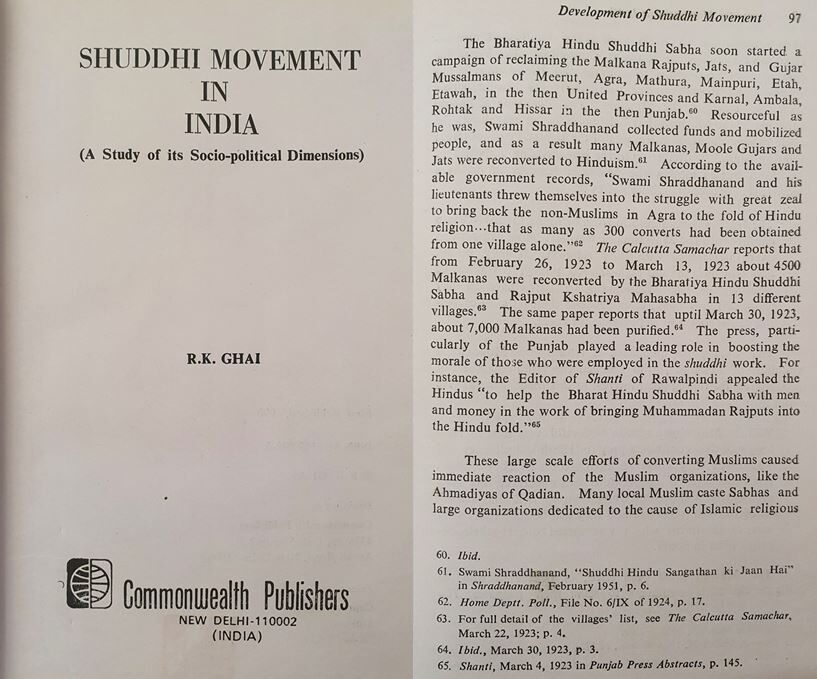 SHUDDHI MOVEMENT
IN
INDIA
(A Study of its Socio-political Dimensions)
R.K. GHAI
Commonwealth Publishers
NEW DELHI-110002
(INDIA)
Development of Shuddhi Movement 97
The Bharatiya Hindu Shuddhi Sabha soon started a
campaign of reclaiming the Malkana Rajputs, Jats, and Gujar
Mussalmans of Meerut, Agra, Mathura, Mainpuri, Etah,
Etawah, in the then United Provinces and Karnal, Ambala,
Rohtak and Hissar in the then Punjab.⁶⁰ Resourceful as
he was, Swami Shraddhanand collected funds and mobilized
people, and as a result many Malkanas, Moole Gujars and
Jats were reconverted to Hinduism.⁶¹ According to the avail-
able government records, “Swami Shraddhanand and his
lieutenants threw themselves into the struggle with great zeal
to bring back the non-Muslims in Agra to the fold of Hindu
religion···that as many as 300 converts had been obtained
from one village alone.”⁶² The Calcutta Samachar reports that
from February 26, 1923 to March 13, 1923 about 4500
Malkanas were reconverted by the Bharatiya Hindu Shuddhi
Sabha and Rajput Kshatriya Mahasabha in 13 different
villages.⁶³ The same paper reports that uptil March 30, 1923,
about 7,000 Malkanas had been purified.⁶⁴ The press, parti-
cularly of the Punjab played a leading role in boosting the
morale of those who were employed in the shuddhi work. For
instance, the Editor of Shanti of Rawalpindi appealed the
Hindus “to help the Bharat Hindu Shuddhi Sabha with men
and money in the work of bringing Muhammadan Rajputs into
the Hindu fold.”⁶⁵
These large scale efforts of converting Muslims caused
immediate reaction of the Muslim organizations, like the
Ahmadiyas of Qadian. Many local Muslim caste Sabhas and
large organizations dedicated to the cause of Islamic religious
60. Ibid.
61. Swami Shraddhanand, “Shuddhi Hindu Sangathan ki Jaan Hai”
in Shraddhanand, February 1951, p. 6.
62. Home Deptt. Poll., File No. 6/IX of 1924, p. 17.
63. For full detail of the villages’ list, see The Calcutta Samachar,
March 22, 1923; p. 4.
64. Ibid., March 30, 1923, p. 3.
65. Shanti, March 4, 1923 in Punjab Press Abstracts, p. 145.